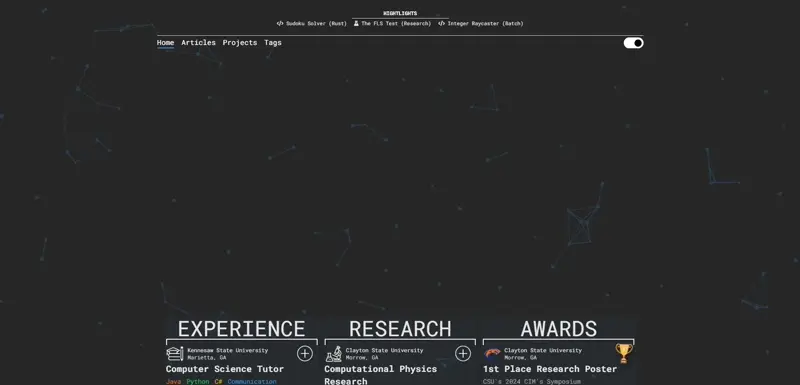 HIGHTLIGHTS
Sudoku Solver (Rust) The FLS Test (Research) Integer Raycaster (Batch)
Home Articles Projects Tags
EXPERIENCE
Kennesaw State University
Marietta, GA
Computer Science Tutor
Java Python C# Communication
RESEARCH
Clayton State University
Morrow, GA
Computational Physics
Research
AWARDS
Clayton State University
Morrow, GA
1st Place Research Poster
CSU's 2024 CIM's Symposium